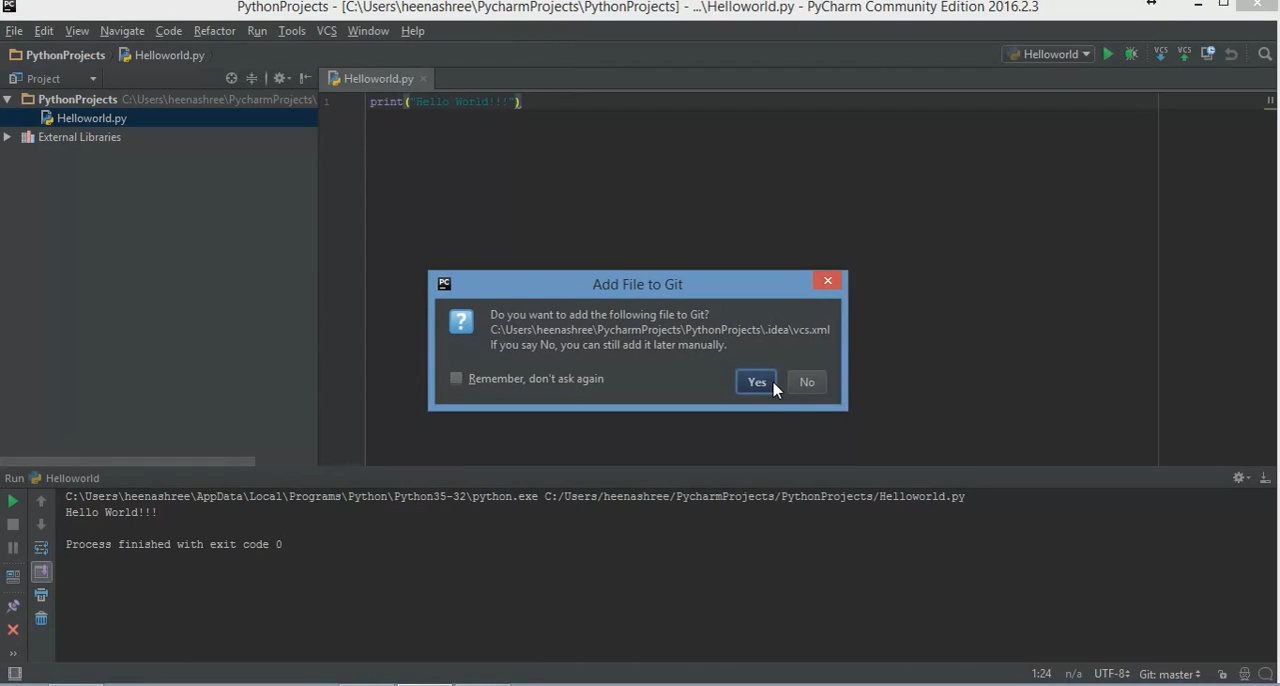 PC
PythonProjects - [C:\Users\heenashree\PycharmProjects\PythonProjects] - ...\Helloworld.py - PyCharm Community Edition 2016.2.3
File Edit View Navigate Code Refactor Run Tools VCS Window Help
PythonProjects Helloworld.py Helloworld VCS VCS
Project Helloworld.py
PythonProjects C:\Users\heenashree\PycharmProjects\
1 print("Hello World!!!")
Helloworld.py
External Libraries
PC Add File to Git
Do you want to add the following file to Git?
C:\Users\heenashree\PycharmProjects\PythonProjects\.idea\vcs.xml
If you say No, you can still add it later manually.
Remember, don't ask again
Yes No
Run Helloworld
C:\Users\heenashree\AppData\Local\Programs\Python\Python35-32\python.exe C:/Users/heenashree/PycharmProjects/PythonProjects/Helloworld.py
Hello World!!!
Process finished with exit code 0
1:24 n/a UTF-8 Git: master